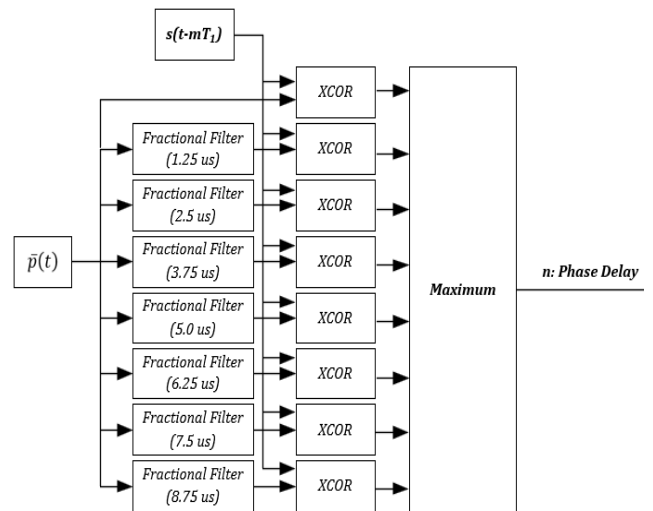 s(t-mT₁)
XCOR
Fractional Filter
(1.25 us)
XCOR
Fractional Filter
(2.5 us)
XCOR
p̄(t)
Fractional Filter
(3.75 us)
XCOR
Maximum
n: Phase Delay
Fractional Filter
(5.0 us)
XCOR
Fractional Filter
(6.25 us)
XCOR
Fractional Filter
(7.5 us)
XCOR
Fractional Filter
(8.75 us)
XCOR